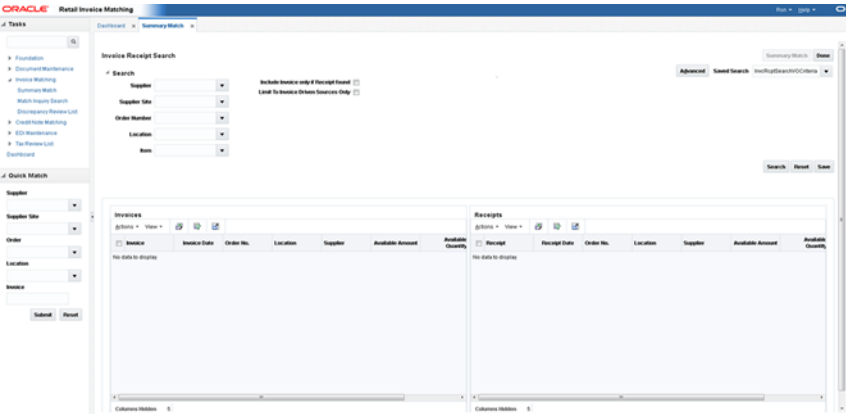 ORACLE Retail Invoice Matching
Help
Tasks
Dashboard × Summary Match ×
Foundation
Document Maintenance
Invoice Matching
Summary Match
Match Inquiry Search
Discrepancy Review List
Credit Note Matching
EDI Maintenance
Tax Review List
Dashboard
Quick Match
Supplier
Supplier Site
Order
Location
Invoice
Submit Reset
Invoice Receipt Search
Summary Match Done
Search
Advanced Saved Search InvcRcptSearchVOCriteria
Supplier
Supplier Site
Order Number
Location
Item
Include Invoice only if Receipt found
Limit To Invoice Driven Sources Only
Search Reset Save
Invoices
Actions View
Invoice Invoice Date Order No. Location Supplier Available Amount Available Quantity
No data to display
Columns Hidden 5
Receipts
Actions View
Receipt Receipt Date Order No. Location Supplier Available Amount Available Quantity
No data to display
Columns Hidden 5